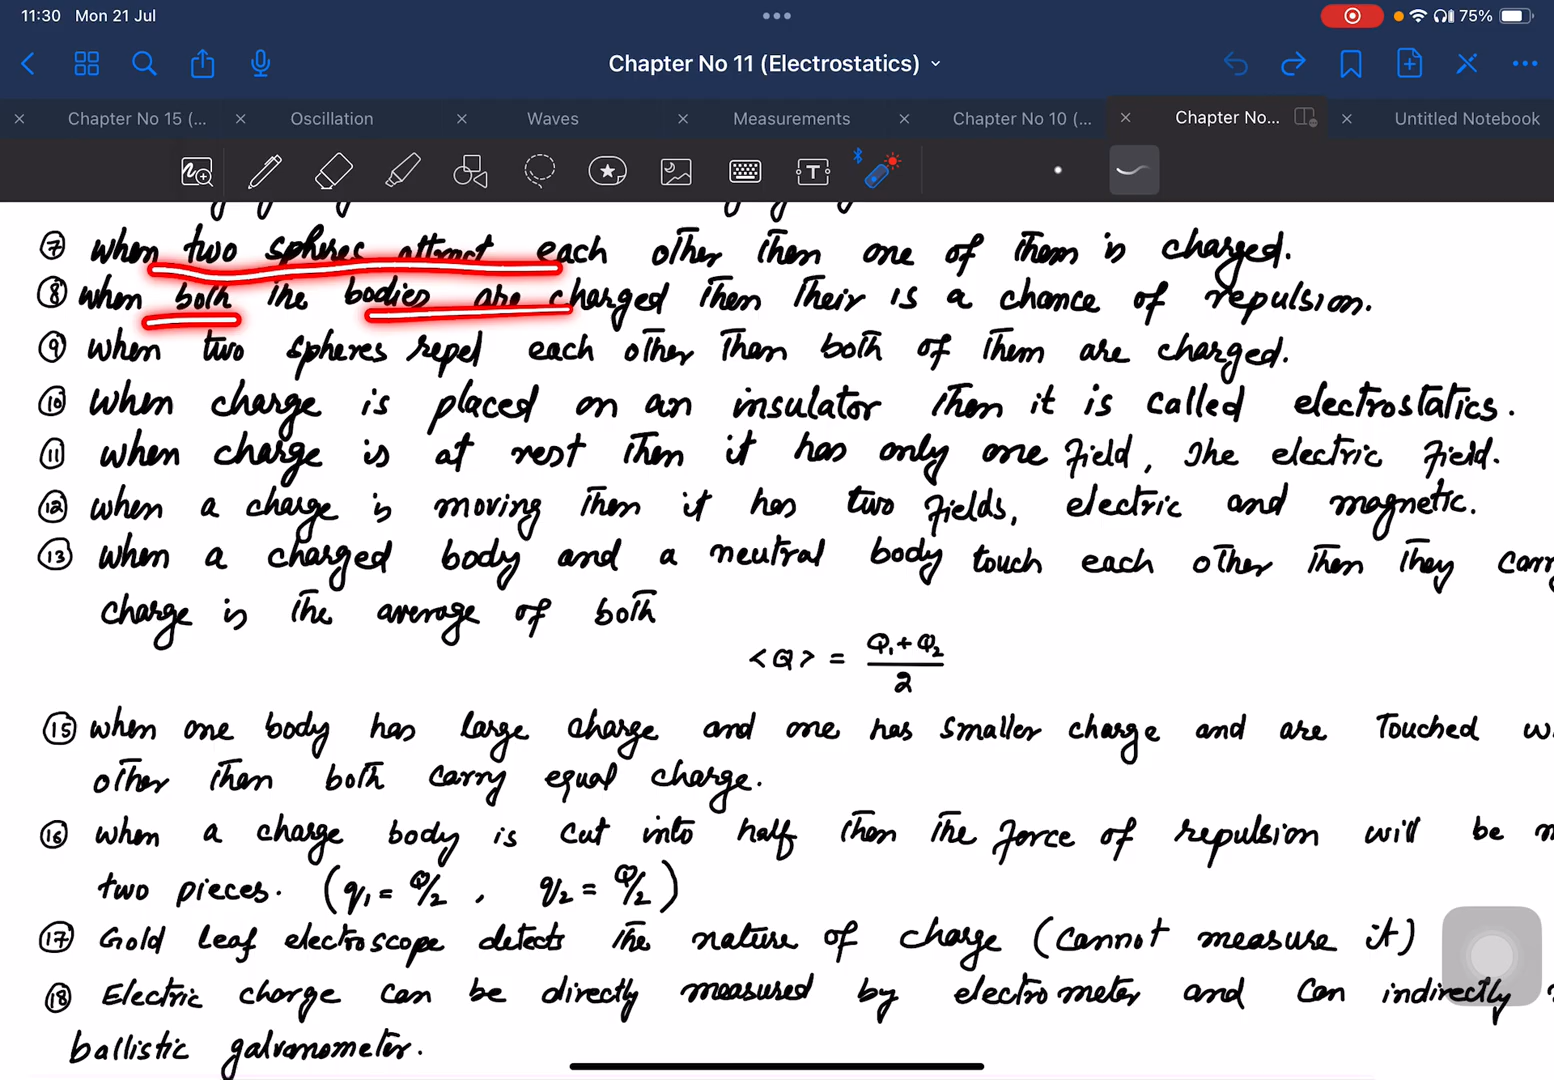 11:30 Mon 21 Jul
75%
Chapter No 11 (Electrostatics)
Chapter No 15 (... Oscillation Waves Measurements Chapter No 10 (... Chapter No... Untitled Notebook
T
⑦ when two spheres attract each other then one of them is charged.
⑧ when both the bodies are charged then their is a chance of repulsion.
⑨ when two spheres repel each other then both of them are charged.
⑩ when charge is placed on an insulator then it is called electrostatics.
⑪ when charge is at rest then it has only one field, the electric field.
⑫ when a charge is moving then it has two fields, electric and magnetic.
⑬ when a charged body and a neutral body touch each other then they carry
charge is the average of both
<Q> = Q₁+Q₂ / 2
⑮ when one body has large charge and one has smaller charge and are touched
other then both carry equal charge.
⑯ when a charge body is cut into half then the force of repulsion will be
two pieces. (q₁ = Q/2 , q₂ = Q/2)
⑰ Gold leaf electroscope detects the nature of charge (cannot measure it)
⑱ Electric charge can be directly measured by electrometer and can indirectly
ballistic galvanometer.